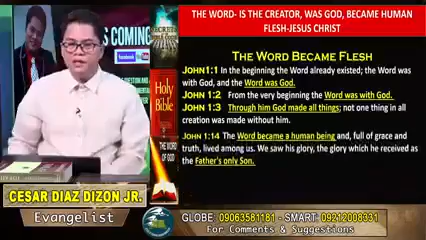 THE WORD- IS THE CREATOR, WAS GOD, BECAME HUMAN
FLESH-JESUS CHRIST
SECRETS
COMING
Holy
Bible
THE WORD
OF GOD
THE WORD BECAME FLESH
JOHN1:1 In the beginning the Word already existed; the Word was
with God, and the Word was God.
JOHN 1:2 From the very beginning the Word was with God.
JOHN 1:3 Through him God made all things; not one thing in all
creation was made without him.
JOHN 1:14 The Word became a human being and, full of grace and
truth, lived among us. We saw his glory, the glory which he received as
the Father's only Son.
CESAR DIAZ DIZON JR.
Evangelist
GLOBE 09063581181 - SMART: 09212008331
For Comments & Suggestions